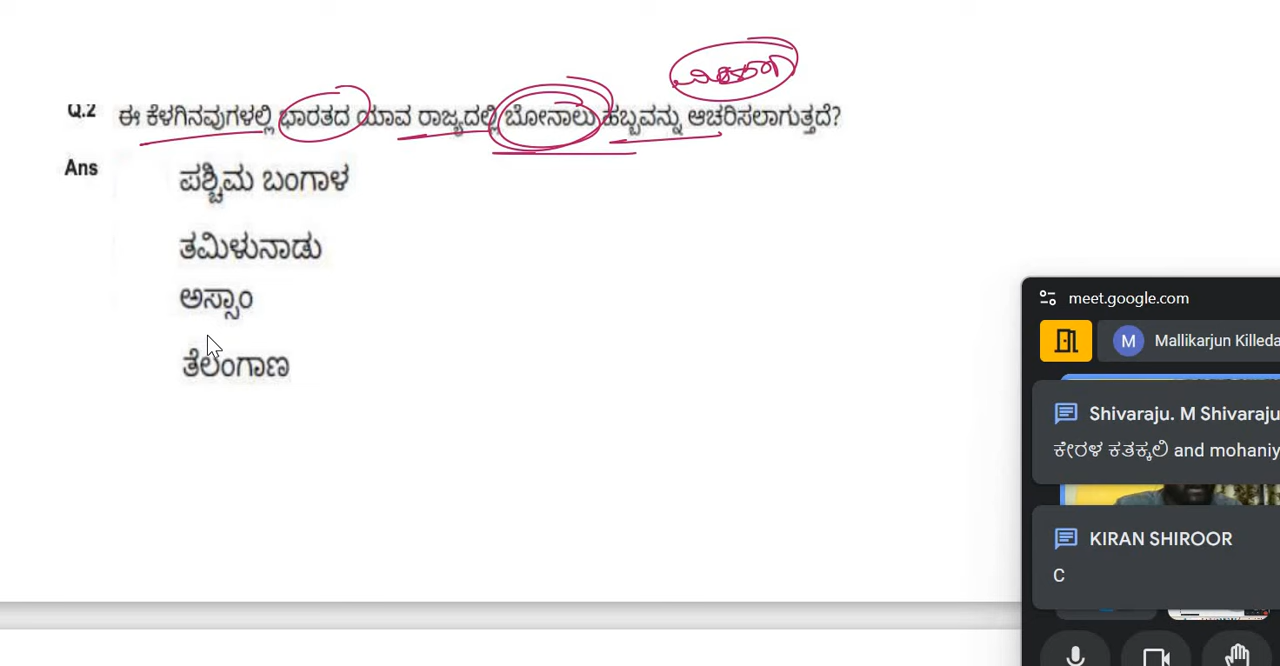 Q.2 ಈ ಕೆಳಗಿನವುಗಳಲ್ಲಿ ಭಾರತದ ಯಾವ ರಾಜ್ಯದಲ್ಲಿ ಬೋನಾಲು ಹಬ್ಬವನ್ನು ಆಚರಿಸಲಾಗುತ್ತದೆ?
Ans
ಪಶ್ಚಿಮ ಬಂಗಾಳ
ತಮಿಳುನಾಡು
ಅಸ್ಸಾಂ
ತೆಲಂಗಾಣ
meet.google.com
M Mallikarjun Killeda
Shivaraju. M Shivaraju
ಕೇರಳ ಕತಕ್ಕಲಿ and mohaniy
KIRAN SHIROOR
C